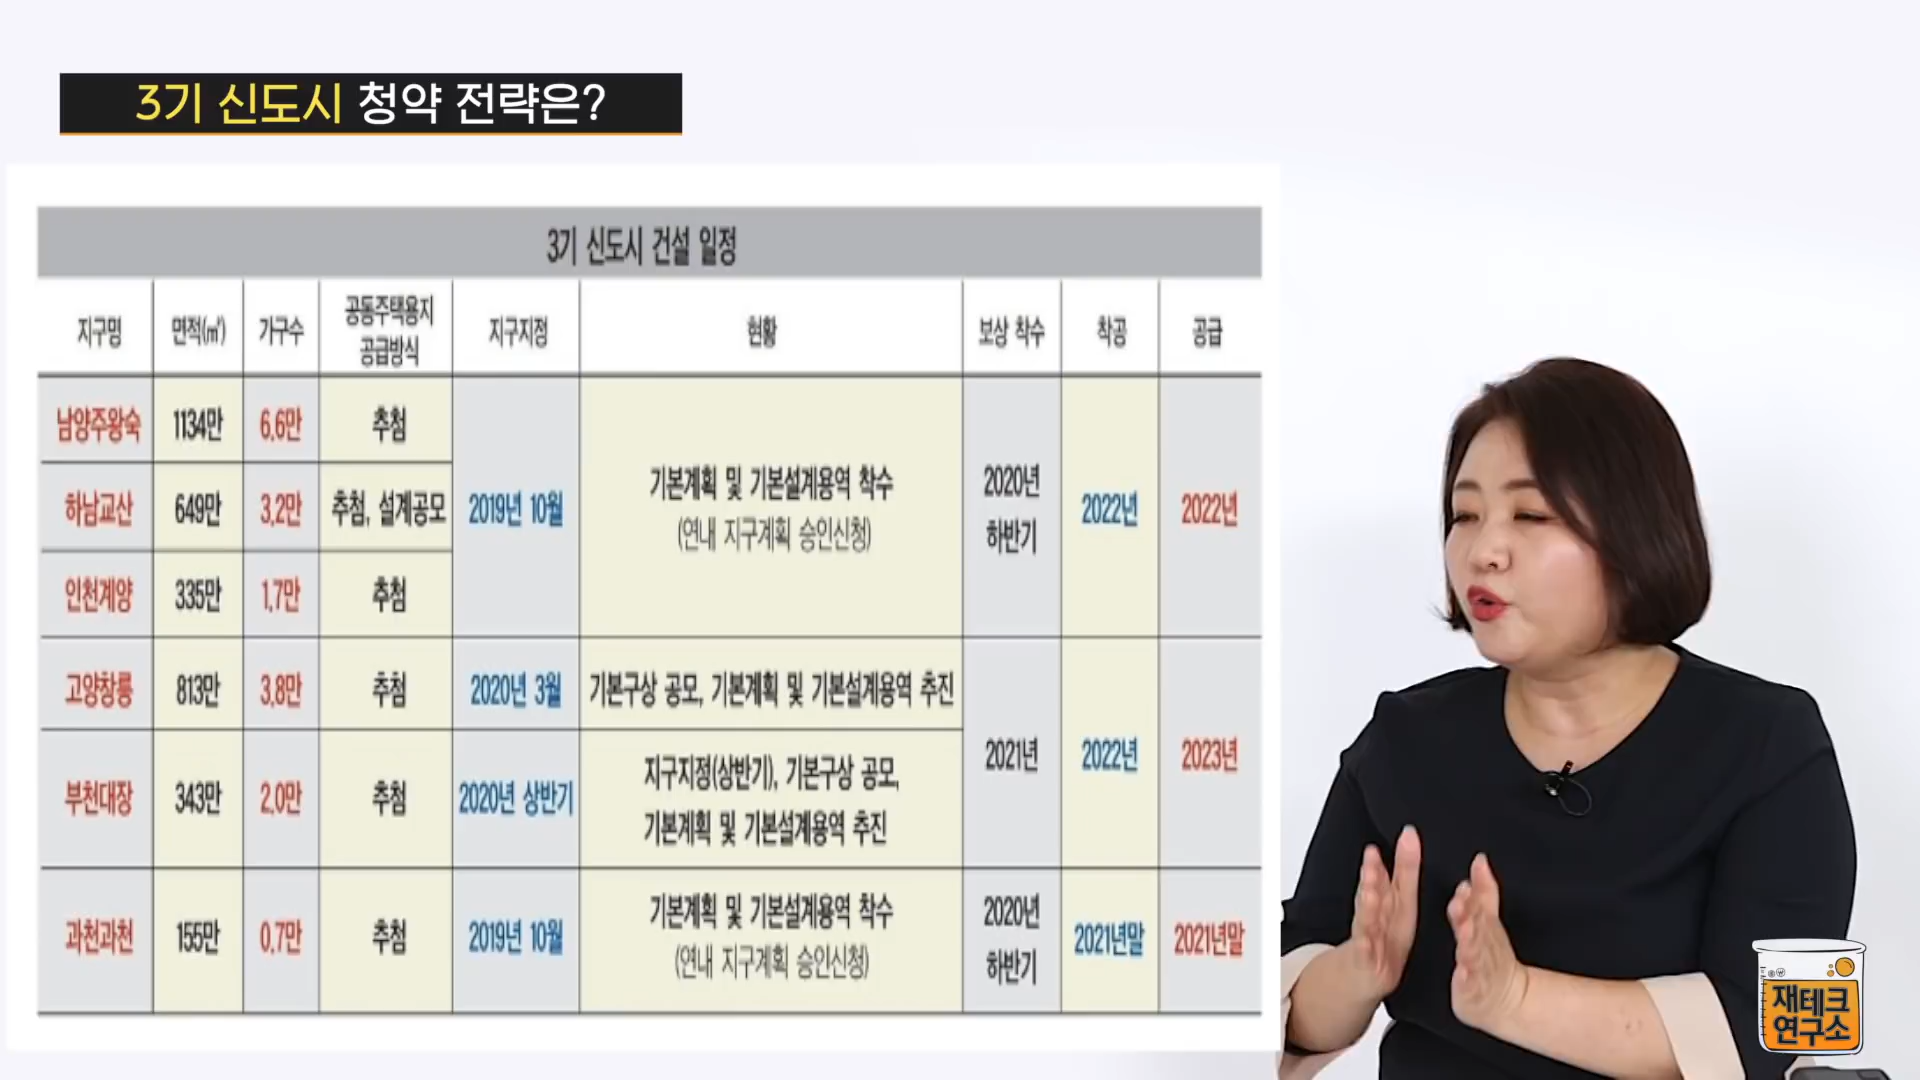 3기 신도시 청약 전략은?
3기 신도시 건설 일정
지구명 면적(㎡) 가구수 공동주택용지 공급방식 지구지정 현황 보상 착수 착공 공급
남양주왕숙 1134만 6.6만 추첨
하남교산 649만 3.2만 추첨, 설계공모
인천계양 335만 1.7만 추첨
2019년 10월
기본계획 및 기본설계용역 착수
(연내 지구계획 승인신청)
2020년
하반기
2022년
2022년
고양창릉 813만 3.8만 추첨 2020년 3월 기본구상 공모, 기본계획 및 기본설계용역 추진
부천대장 343만 2.0만 추첨 2020년 상반기
지구지정(상반기), 기본구상 공모,
기본계획 및 기본설계용역 추진
2021년
2022년
2023년
과천과천 155만 0.7만 추첨 2019년 10월
기본계획 및 기본설계용역 착수
(연내 지구계획 승인신청)
2020년
하반기
2021년말
2021년말
재테크
연구소